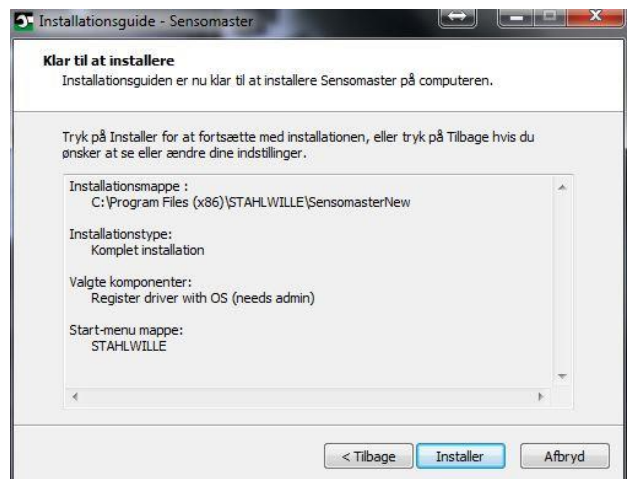 Installationsguide - Sensomaster
Klar til at installere
Installationsguiden er nu klar til at installere Sensomaster på computeren.
Tryk på Installer for at fortsætte med installationen, eller tryk på Tilbage hvis du
ønsker at se eller ændre dine indstillinger.
Installationsmappe :
C:\Program Files (x86)\STAHLWILLE\SensomasterNew
Installationstype:
Komplet installation
Valgte komponenter:
Register driver with OS (needs admin)
Start-menu mappe:
STAHLWILLE
< Tilbage
Installer
Afbryd